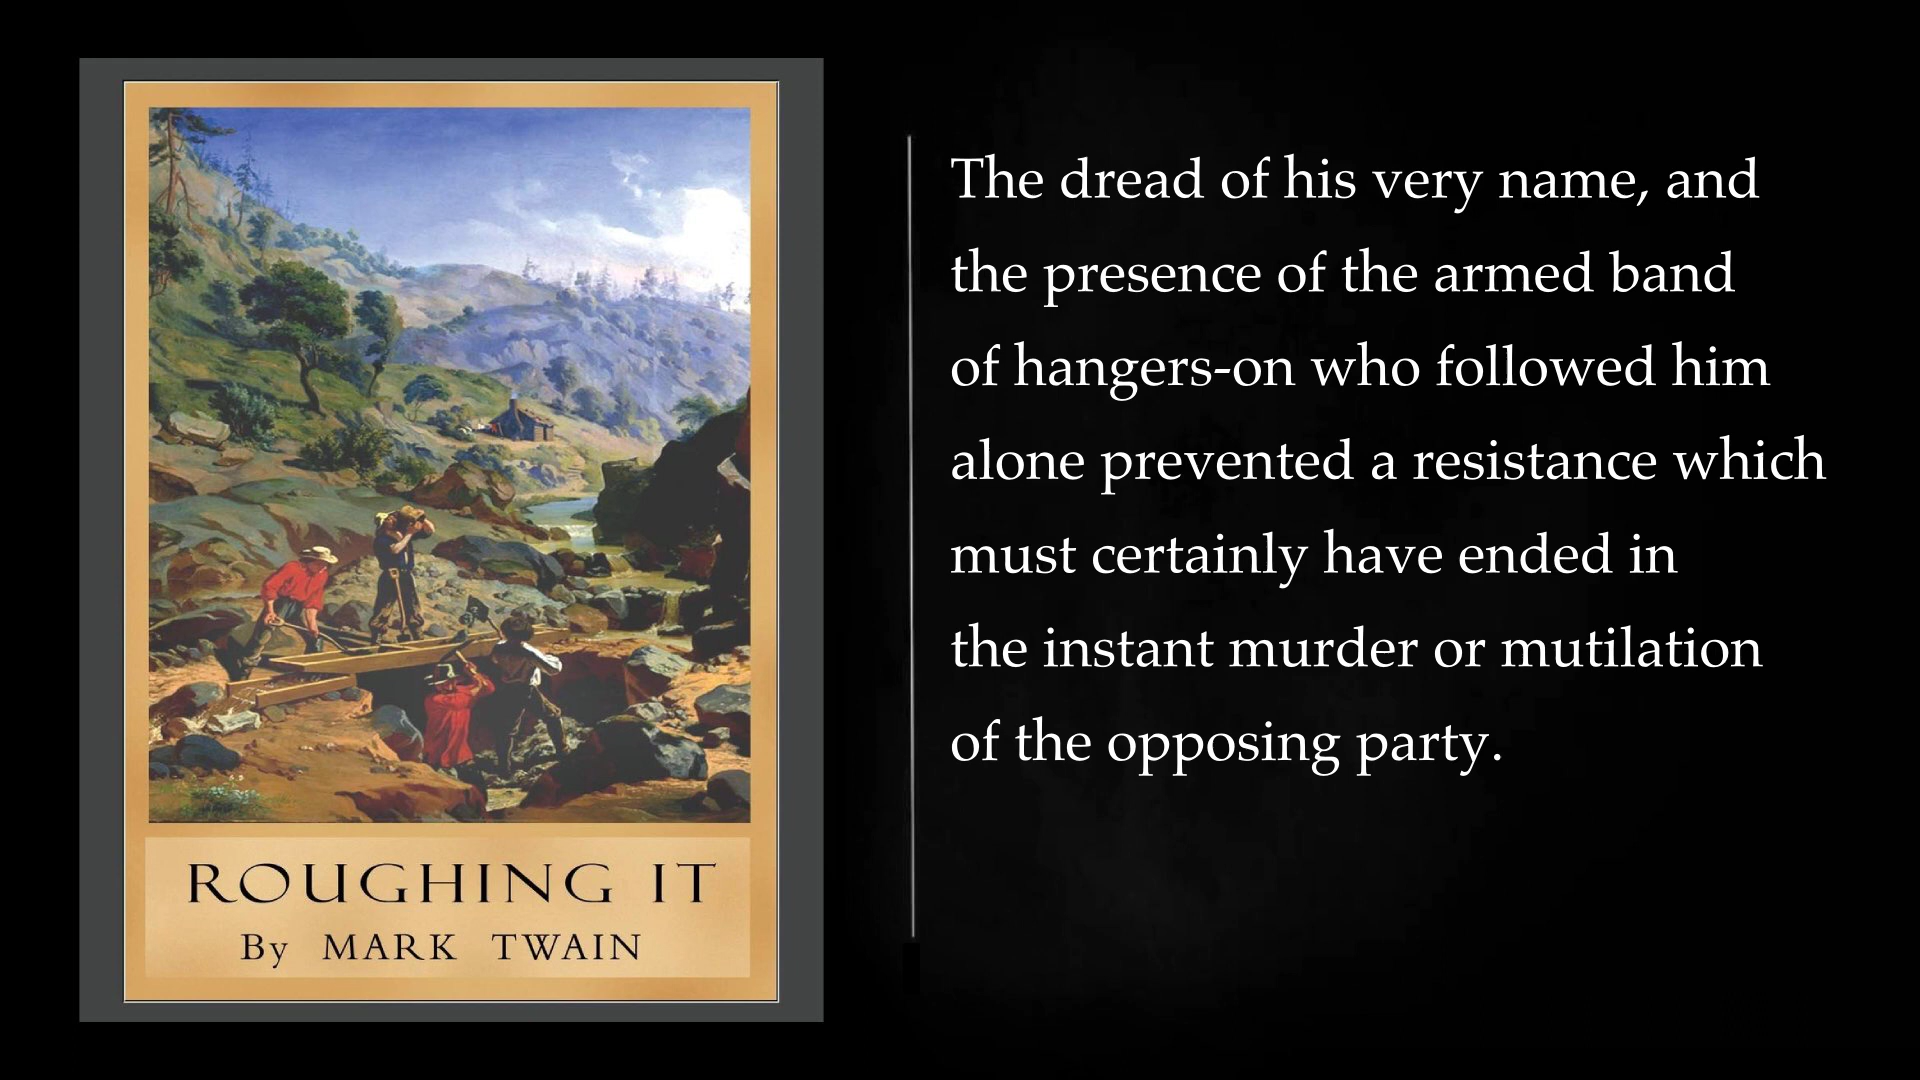 ROUGHING IT
By MARK TWAIN
The dread of his very name, and
the presence of the armed band
of hangers-on who followed him
alone prevented a resistance which
must certainly have ended in
the instant murder or mutilation
of the opposing party.